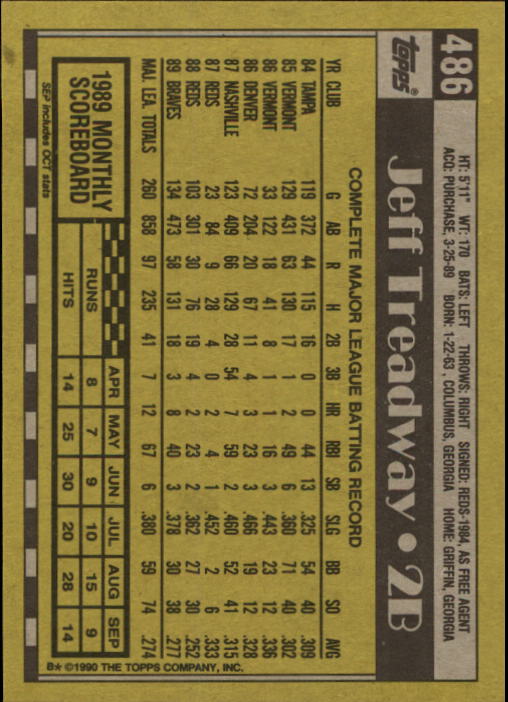 486
topps®
HT: 5'11" WT: 170 BATS: LEFT THROWS: RIGHT SIGNED: REDS-1984, AS FREE AGENT
ACQ: PURCHASE, 3-25-89 BORN: 1-22-63, COLUMBUS, GEORGIA HOME: GRIFFIN, GEORGIA
Jeff Treadway • 2B
COMPLETE MAJOR LEAGUE BATTING RECORD
YR CLUB G AB R H 2B 3B HR RBI SB SLG BB SO AVG
84 TAMPA 119 372 44 115 16 0 0 44 13 .325 54 40 .309
85 VERMONT 129 431 63 130 17 1 2 49 6 .360 71 40 .302
86 VERMONT 33 122 18 41 8 1 1 16 3 .443 23 12 .336
86 DENVER 72 204 20 67 11 4 3 23 3 .466 19 12 .328
87 NASHVILLE 123 409 66 129 28 54 7 59 2 .460 52 41 .315
87 REDS 23 84 9 28 4 0 2 4 1 .452 2 6 .333
88 REDS 103 301 30 76 19 4 2 23 2 .362 27 30 .252
89 BRAVES 134 473 58 131 18 3 8 40 3 .378 30 38 .277
MAJ. LEA. TOTALS 260 858 97 235 41 7 12 67 6 .380 59 74 .274
1989 MONTHLY
SCOREBOARD
APR MAY JUN JUL AUG SEP
RUNS 8 7 9 10 15 9
HITS 14 25 30 20 28 14
SEP includes OCT stats
B* ©1990 THE TOPPS COMPANY, INC.